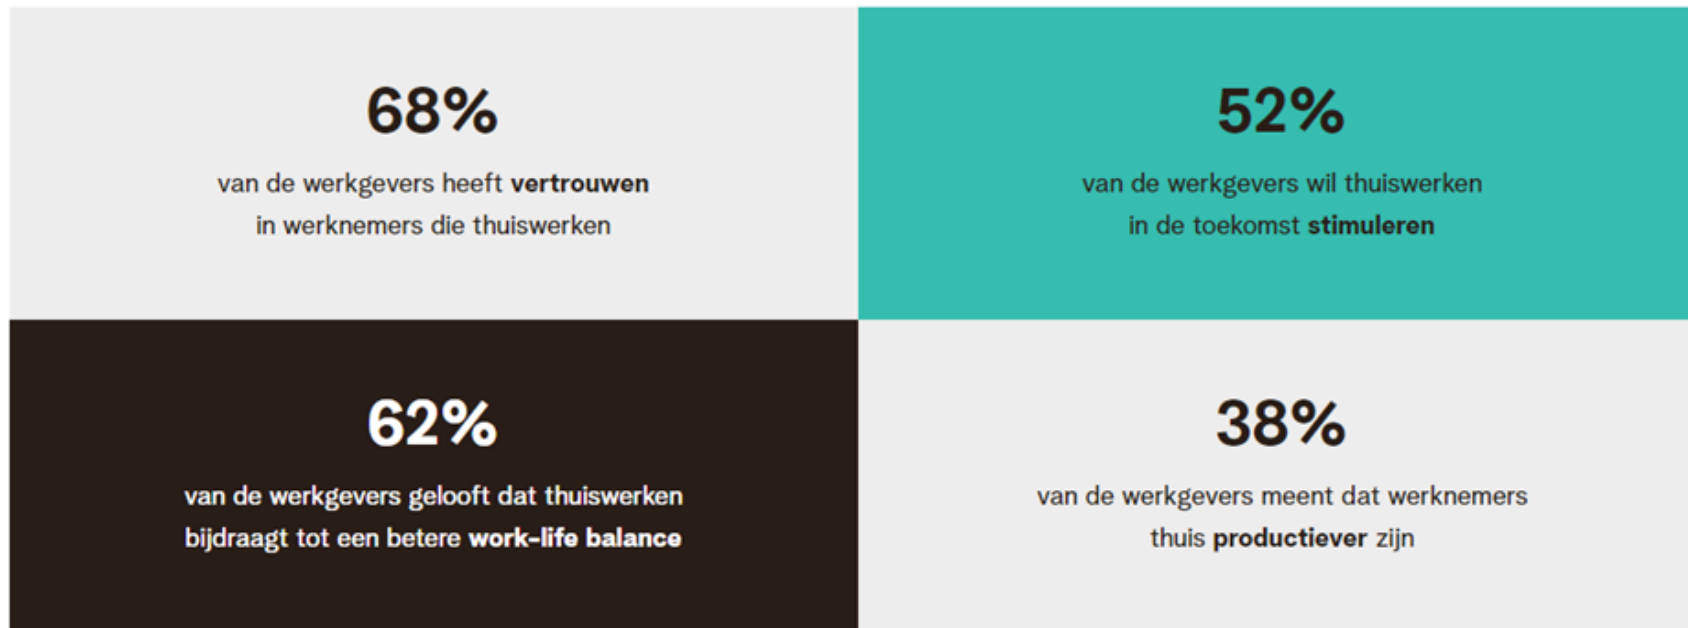 68%
van de werkgevers heeft vertrouwen
in werknemers die thuiswerken
52%
van de werkgevers wil thuiswerken
in de toekomst stimuleren
62%
van de werkgevers gelooft dat thuiswerken
bijdraagt tot een betere work-life balance
38%
van de werkgevers meent dat werknemers
thuis productiever zijn